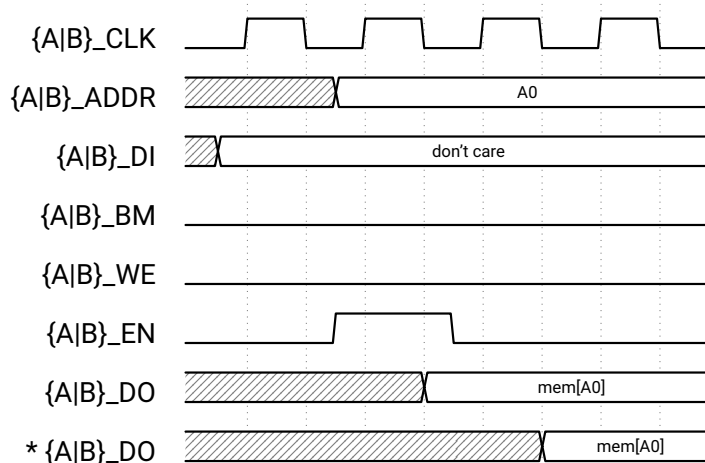 {A|B}_CLK
{A|B}_ADDR A0
{A|B}_DI don't care
{A|B}_BM
{A|B}_WE
{A|B}_EN
{A|B}_DO mem[A0]
* {A|B}_DO mem[A0]